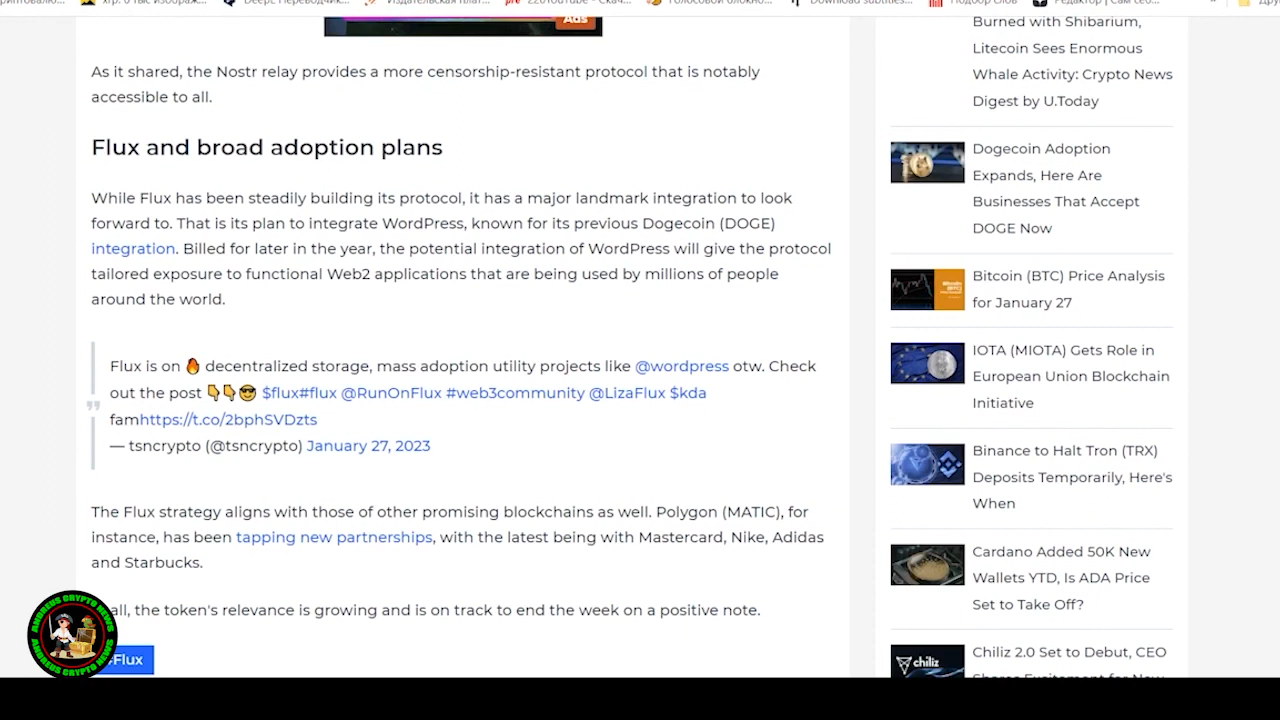 Ads
As it shared, the Nostr relay provides a more censorship-resistant protocol that is notably
accessible to all.
Flux and broad adoption plans
While Flux has been steadily building its protocol, it has a major landmark integration to look
forward to. That is its plan to integrate WordPress, known for its previous Dogecoin (DOGE)
integration. Billed for later in the year, the potential integration of WordPress will give the protocol
tailored exposure to functional Web2 applications that are being used by millions of people
around the world.
Flux is on 🔥 decentralized storage, mass adoption utility projects like @wordpress otw. Check
out the post 👇👇😎 $flux#flux @RunOnFlux #web3community @LizaFlux $kda
famhttps://t.co/2bphSVDzts
— tsncrypto (@tsncrypto) January 27, 2023
The Flux strategy aligns with those of other promising blockchains as well. Polygon (MATIC), for
instance, has been tapping new partnerships, with the latest being with Mastercard, Nike, Adidas
and Starbucks.
all, the token's relevance is growing and is on track to end the week on a positive note.
#Flux
ANDREUS CRYPTO NEWS
ANDREUS CRYPTO NEWS
Burned with Shibarium,
Litecoin Sees Enormous
Whale Activity: Crypto News
Digest by U.Today
Dogecoin Adoption
Expands, Here Are
Businesses That Accept
DOGE Now
Bitcoin (BTC) Price Analysis
for January 27
IOTA (MIOTA) Gets Role in
European Union Blockchain
Initiative
Binance to Halt Tron (TRX)
Deposits Temporarily, Here's
When
Cardano Added 50K New
Wallets YTD, Is ADA Price
Set to Take Off?
chiliz
Chiliz 2.0 Set to Debut, CEO